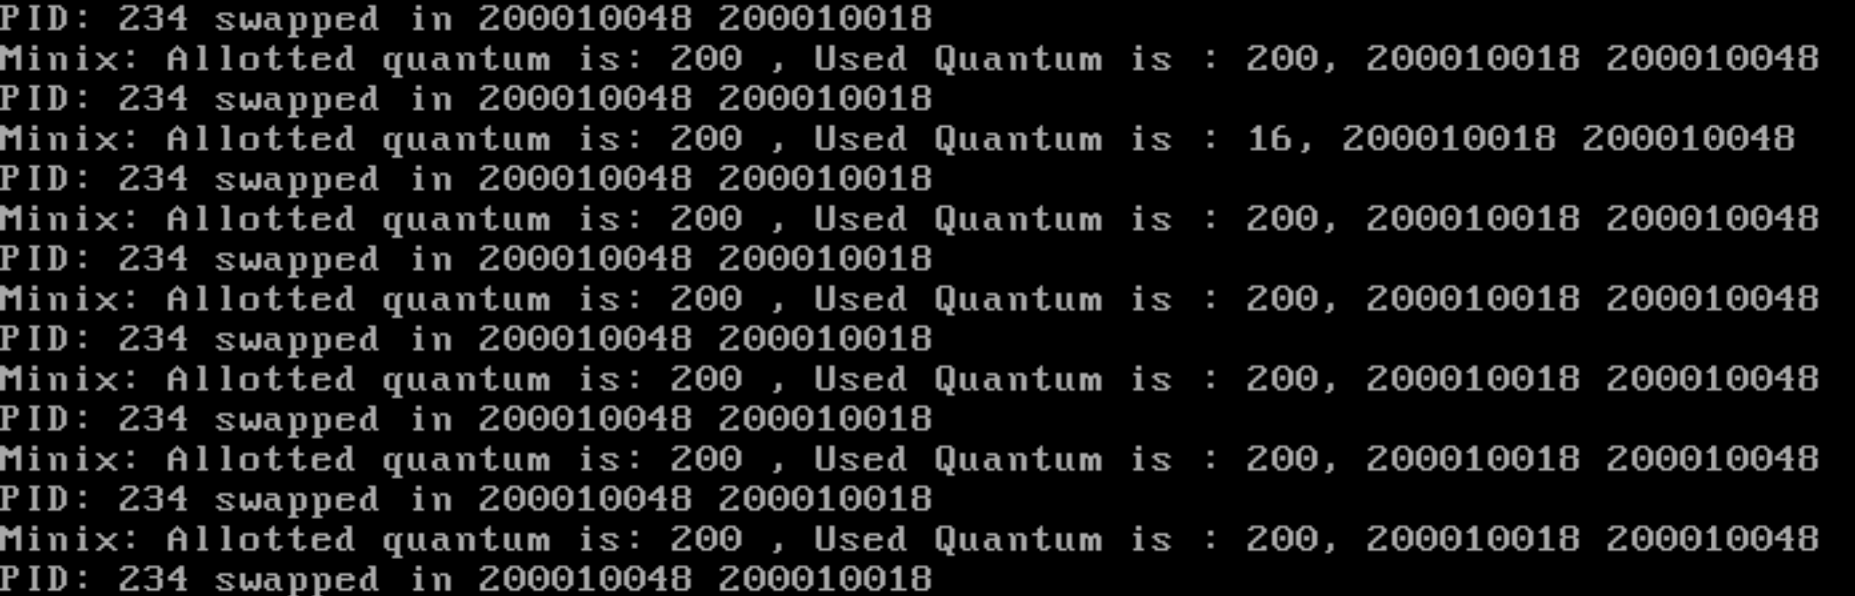 PID: 234 swapped in 200010048 200010018
Minix: Allotted quantum is: 200 , Used Quantum is : 200, 200010018 200010048
PID: 234 swapped in 200010048 200010018
Minix: Allotted quantum is: 200 , Used Quantum is : 16, 200010018 200010048
PID: 234 swapped in 200010048 200010018
Minix: Allotted quantum is: 200 , Used Quantum is : 200, 200010018 200010048
PID: 234 swapped in 200010048 200010018
Minix: Allotted quantum is: 200 , Used Quantum is : 200, 200010018 200010048
PID: 234 swapped in 200010048 200010018
Minix: Allotted quantum is: 200 , Used Quantum is : 200, 200010018 200010048
PID: 234 swapped in 200010048 200010018
Minix: Allotted quantum is: 200 , Used Quantum is : 200, 200010018 200010048
PID: 234 swapped in 200010048 200010018
Minix: Allotted quantum is: 200 , Used Quantum is : 200, 200010018 200010048
PID: 234 swapped in 200010048 200010018